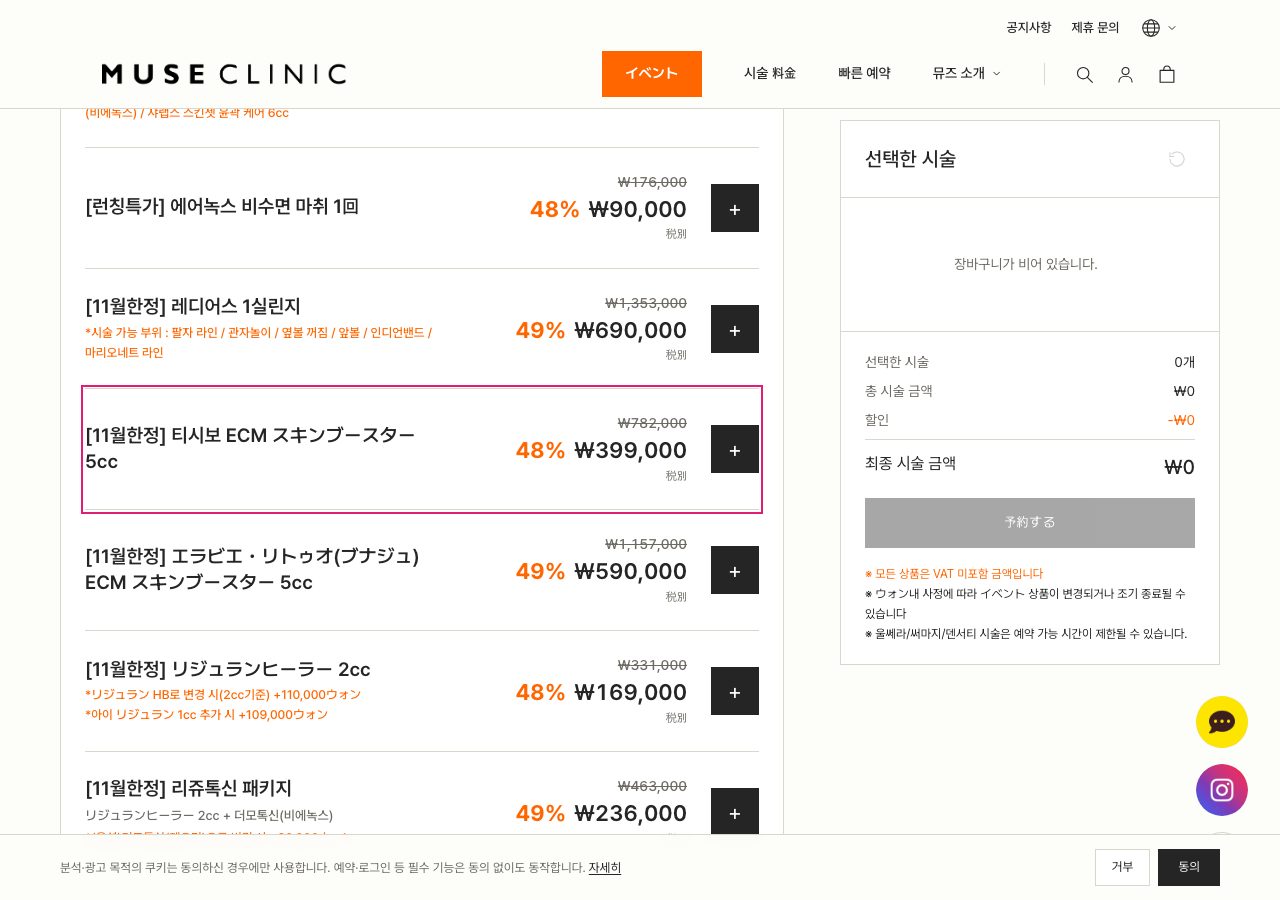 공지사항 제휴 문의
MUSE CLINIC
イベント 시술 料金 빠른 예약 뮤즈 소개
(비에녹스) / 샤랩스 스킨셋 윤곽 케어 6cc
[런칭특가] 에어녹스 비수면 마취 1回
₩176,000
48% ₩90,000
税別
+
[11월한정] 레디어스 1실린지
*시술 가능 부위 : 팔자 라인 / 관자놀이 / 옆볼 꺼짐 / 앞볼 / 인디언밴드 /
마리오네트 라인
₩1,353,000
49% ₩690,000
税別
+
[11월한정] 티시보 ECM スキンブースター
5cc
₩782,000
48% ₩399,000
税別
+
[11월한정] エラビエ・リトゥオ(ブナジュ)
ECM スキンブースター 5cc
₩1,157,000
49% ₩590,000
税別
+
[11월한정] リジュランヒーラー 2cc
*リジュラン HB로 변경 시(2cc기준) +110,000ウォン
*아이 リジュラン 1cc 추가 시 +109,000ウォン
₩331,000
48% ₩169,000
税別
+
[11월한정] 리쥬톡신 패키지
リジュランヒーラー 2cc + 더모톡신(비에녹스)
₩463,000
49% ₩236,000
+
선택한 시술
장바구니가 비어 있습니다.
선택한 시술 0개
총 시술 금액 ₩0
할인 -₩0
최종 시술 금액 ₩0
予約する
※ 모든 상품은 VAT 미포함 금액입니다
※ ウォン내 사정에 따라 イベント 상품이 변경되거나 조기 종료될 수
있습니다
※ 울쎄라/써마지/덴서티 시술은 예약 가능 시간이 제한될 수 있습니다.
분석·광고 목적의 쿠키는 동의하신 경우에만 사용합니다. 예약·로그인 등 필수 기능은 동의 없이도 동작합니다. 자세히
거부 동의